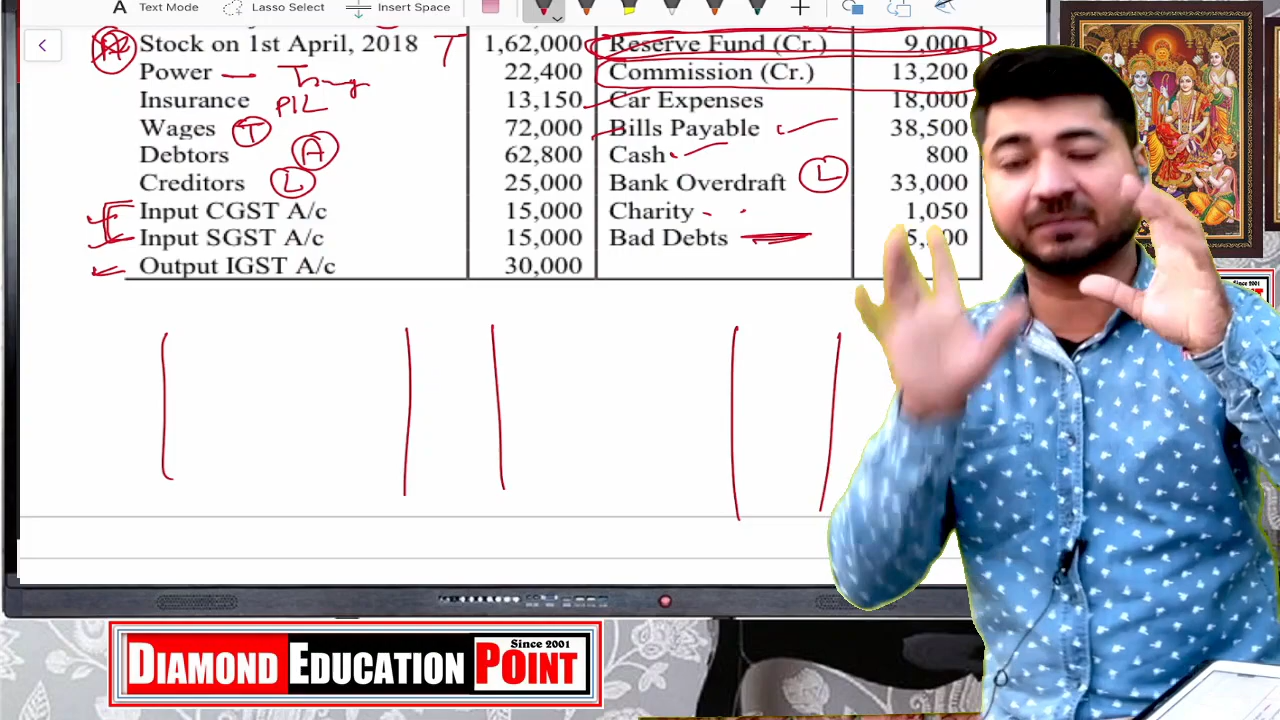 A Text Mode Lasso Select Insert Space
Stock on 1st April, 2018 T 1,62,000 Reserve Fund (Cr.) 9,000
Power 22,400 Commission (Cr.) 13,200
Insurance P/L 13,150 Car Expenses 18,000
Wages T 72,000 Bills Payable 38,500
Debtors A 62,800 Cash 800
Creditors L 25,000 Bank Overdraft L 33,000
Input CGST A/c 15,000 Charity 1,050
Input SGST A/c 15,000 Bad Debts
Output IGST A/c 30,000
Since 2001
DIAMOND EDUCATION POINT
Since 2001
POINT